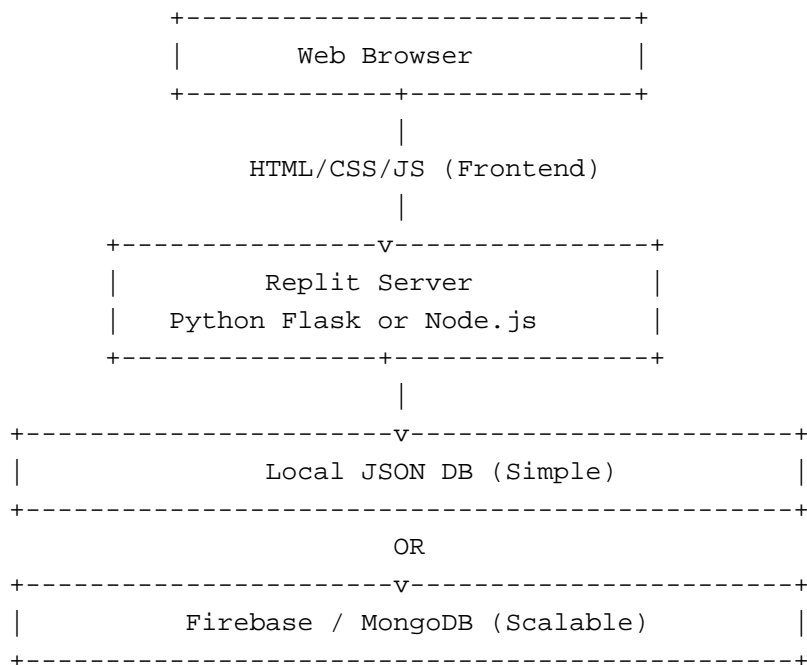 Web Browser
HTML/CSS/JS (Frontend)
v
Replit Server
Python Flask or Node.js
v
Local JSON DB (Simple)
OR
v
Firebase / MongoDB (Scalable)